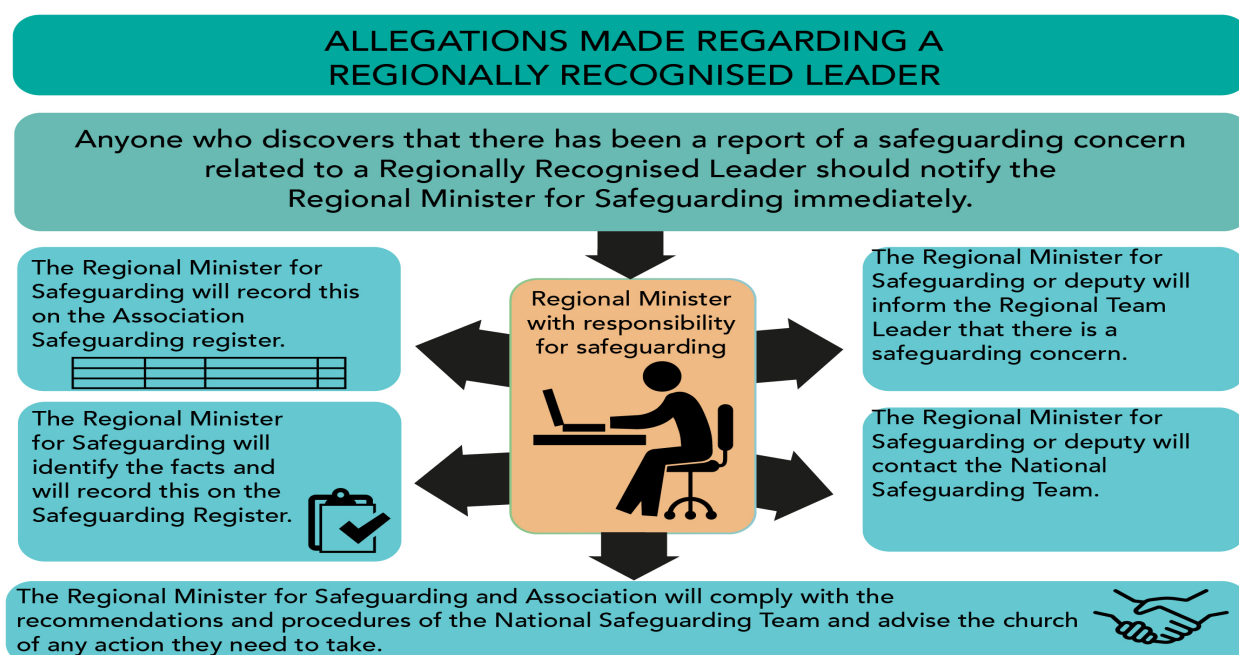 ALLEGATIONS MADE REGARDING A
REGIONALLY RECOGNISED LEADER
Anyone who discovers that there has been a report of a safeguarding concern
related to a Regionally Recognised Leader should notify the
Regional Minister for Safeguarding immediately.
The Regional Minister for
Safeguarding will record this
on the Association
Safeguarding register.
The Regional Minister
for Safeguarding will
identify the facts and
will record this on the
Safeguarding Register.
Regional Minister
with responsibility
for safeguarding
The Regional Minister for
Safeguarding or deputy will
inform the Regional Team
Leader that there is a
safeguarding concern.
The Regional Minister for
Safeguarding or deputy will
contact the National
Safeguarding Team.
The Regional Minister for Safeguarding and Association will comply with the
recommendations and procedures of the National Safeguarding Team and advise the church
of any action they need to take.